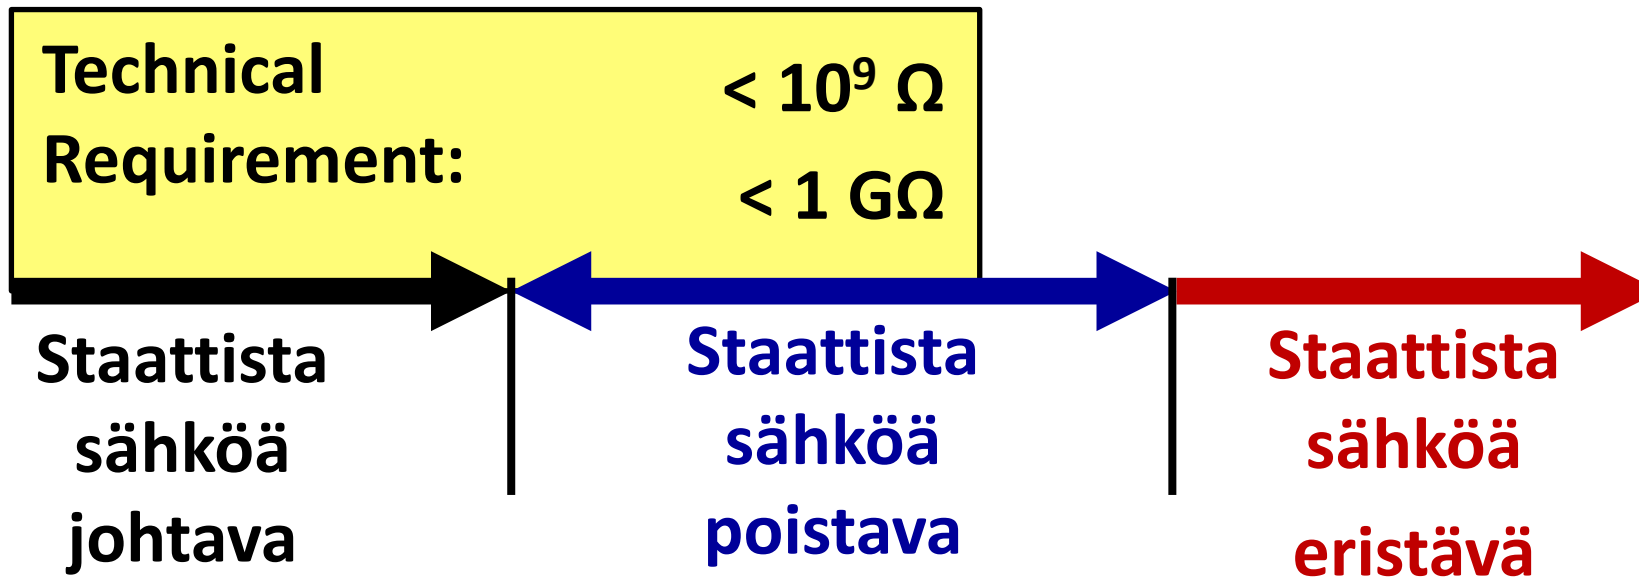 Technical
Requirement:
< 10⁹ Ω
< 1 GΩ
Staattista
sähköä
johtava
Staattista
sähköä
poistava
Staattista
sähköä
eristävä